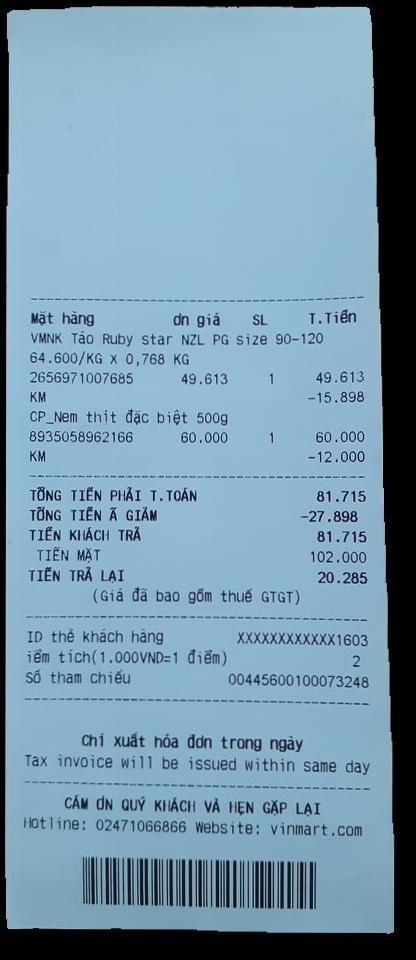 Mặt hàng ơn giá SL T.Tiền
VMNK Táo Ruby star NZL PG size 90-120
64.600/KG X 0,768 KG
2656971007685 49.613 1 49.613
KM -15.898
CP_Nem thịt đặc biệt 500g
8935058962166 60.000 1 60.000
KM -12.000
TỔNG TIỀN PHẢI T.TOÁN 81.715
TỔNG TIỀN Ã GIẢM -27.898
TIỀN KHÁCH TRẢ 81.715
TIỀN MẶT 102.000
TIỀN TRẢ LẠI 20.285
(Giá đã bao gồm thuế GTGT)
ID thẻ khách hàng XXXXXXXXXXXX1603
iểm tích(1.000VND=1 điểm) 2
Số tham chiếu 00445600100073248
Chỉ xuất hóa đơn trong ngày
Tax invoice will be issued within same day
CẢM ƠN QUÝ KHÁCH VÀ HẸN GẶP LẠI
Hotline: 02471066866 Website: vinmart.com